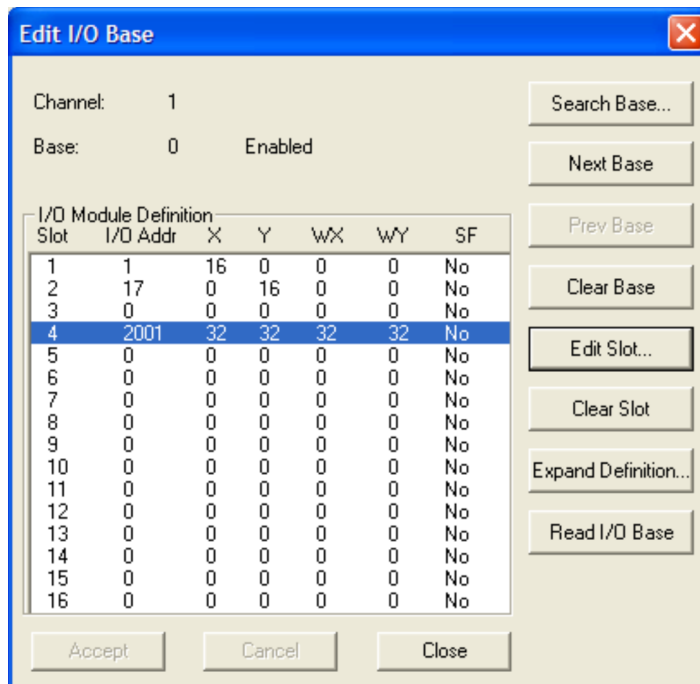 Edit I/O Base
Channel: 1
Base: 0 Enabled
I/O Module Definition
Slot I/O Addr X Y WX WY SF
1 1 16 0 0 0 No
2 17 0 16 0 0 No
3 0 0 0 0 0 No
4 2001 32 32 32 32 No
5 0 0 0 0 0 No
6 0 0 0 0 0 No
7 0 0 0 0 0 No
8 0 0 0 0 0 No
9 0 0 0 0 0 No
10 0 0 0 0 0 No
11 0 0 0 0 0 No
12 0 0 0 0 0 No
13 0 0 0 0 0 No
14 0 0 0 0 0 No
15 0 0 0 0 0 No
16 0 0 0 0 0 No
Search Base...
Next Base
Prev Base
Clear Base
Edit Slot...
Clear Slot
Expand Definition...
Read I/O Base
Accept Cancel Close